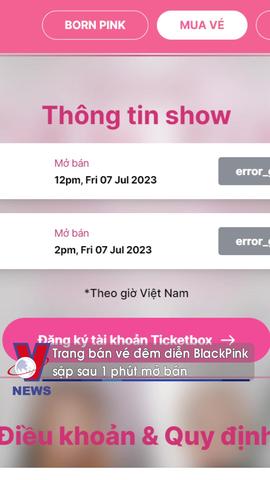 BORN PINK
MUA VÉ
Thông tin show
Mở bán
12pm, Fri 07 Jul 2023
error_
Mở bán
2pm, Fri 07 Jul 2023
error_
*Theo giờ Việt Nam
Đăng ký tài khoản Ticketbox →
Trang bán vé đêm diễn BlackPink
sập sau 1 phút mở bán
V
NEWS
Điều khoản & Quy định